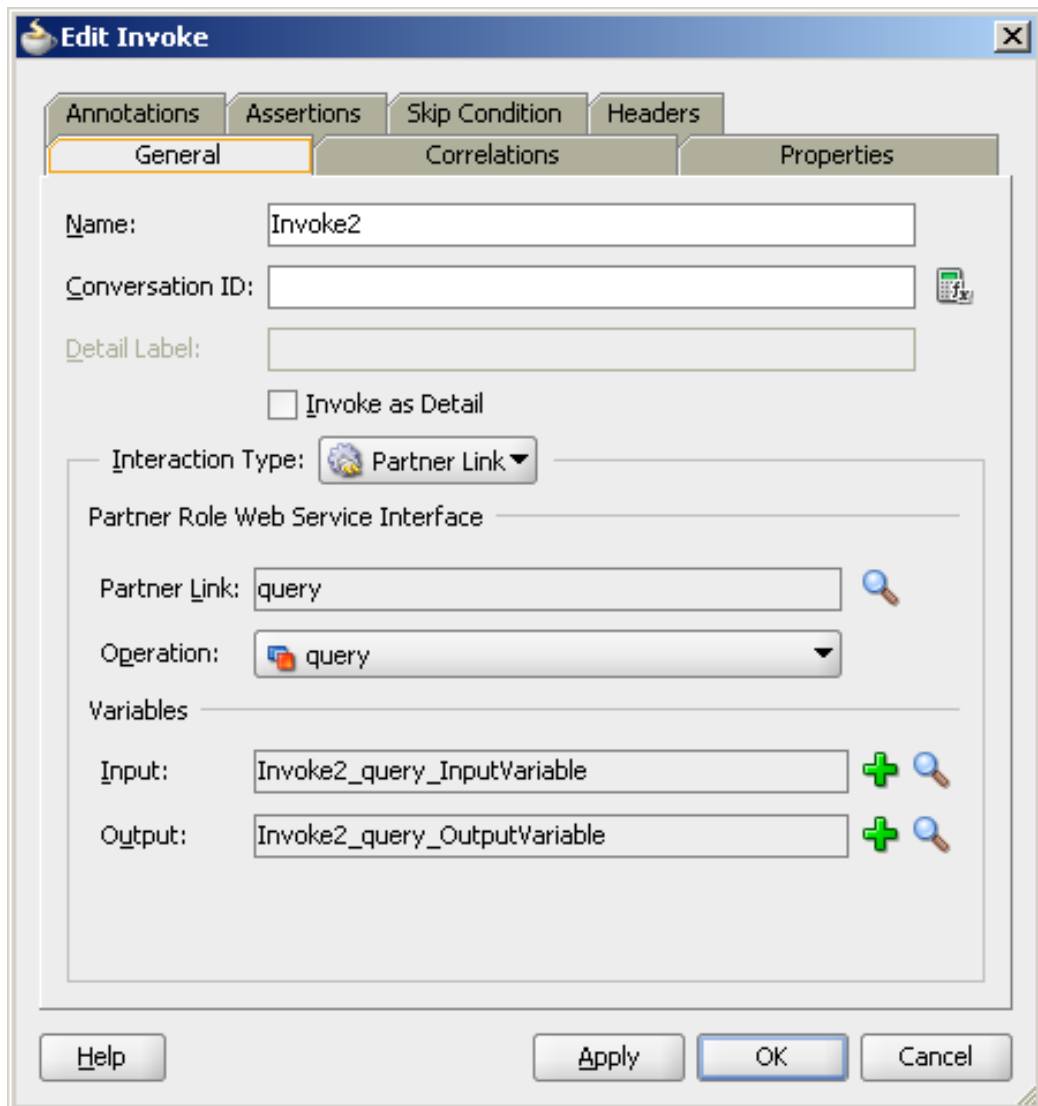 Edit Invoke
Annotations Assertions Skip Condition Headers
General Correlations Properties
Name: Invoke2
Conversation ID:
Detail Label:
Invoke as Detail
Interaction Type: Partner Link
Partner Role Web Service Interface
Partner Link: query
Operation: query
Variables
Input: Invoke2_query_InputVariable
Output: Invoke2_query_OutputVariable
Help Apply OK Cancel